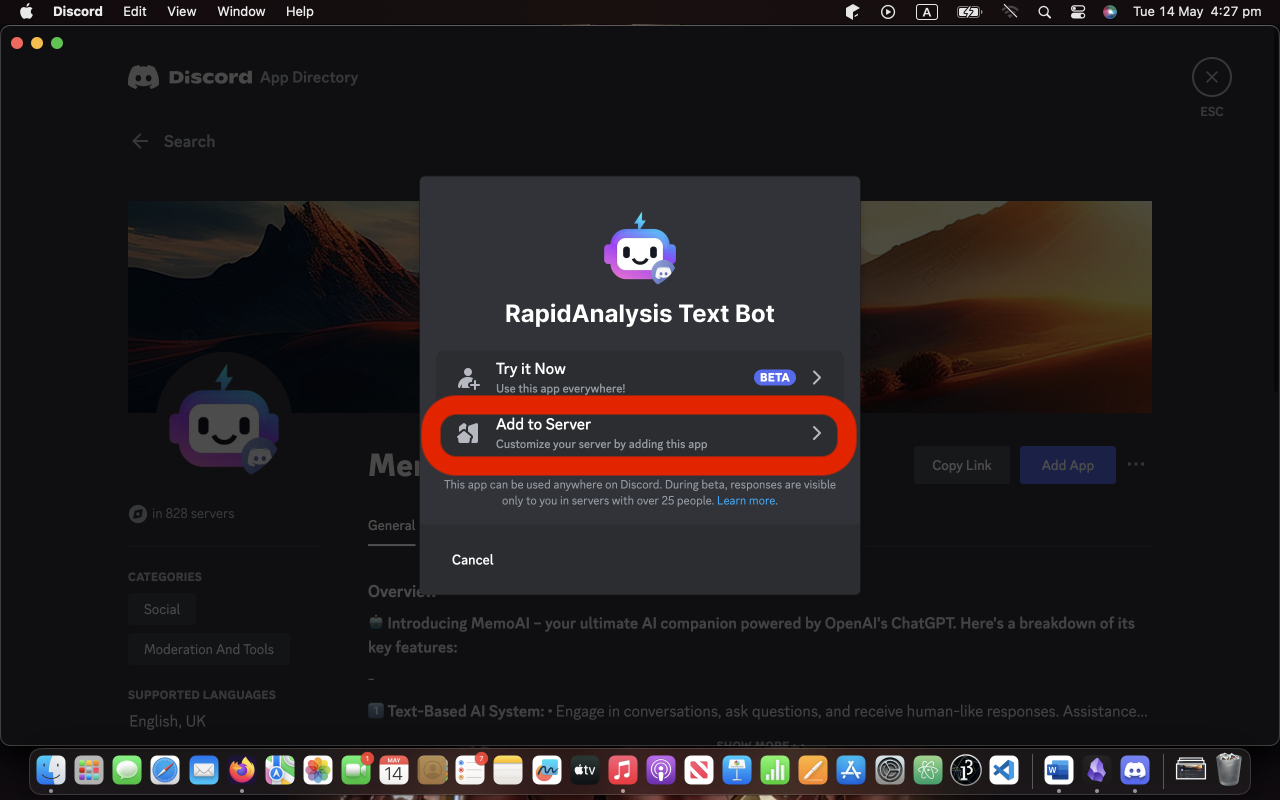 Discord Edit View Window Help
A
Tue 14 May 4:27 pm
Discord App Directory
ESC
Search
RapidAnalysis Text Bot
Try it Now
Use this app everywhere!
BETA
Add to Server
Customize your server by adding this app
This app can be used anywhere on Discord. During beta, responses are visible
only to you in servers with over 25 people. Learn more.
Cancel
Copy Link
Add App
in 828 servers
General
CATEGORIES
Social
Moderation And Tools
SUPPORTED LANGUAGES
English, UK
Introducing MemoAI – your ultimate AI companion powered by OpenAI's ChatGPT. Here's a breakdown of its
key features:
–
1 Text-Based AI System: • Engage in conversations, ask questions, and receive human-like responses. Assistance...
1
MAY
14
7
tv
W